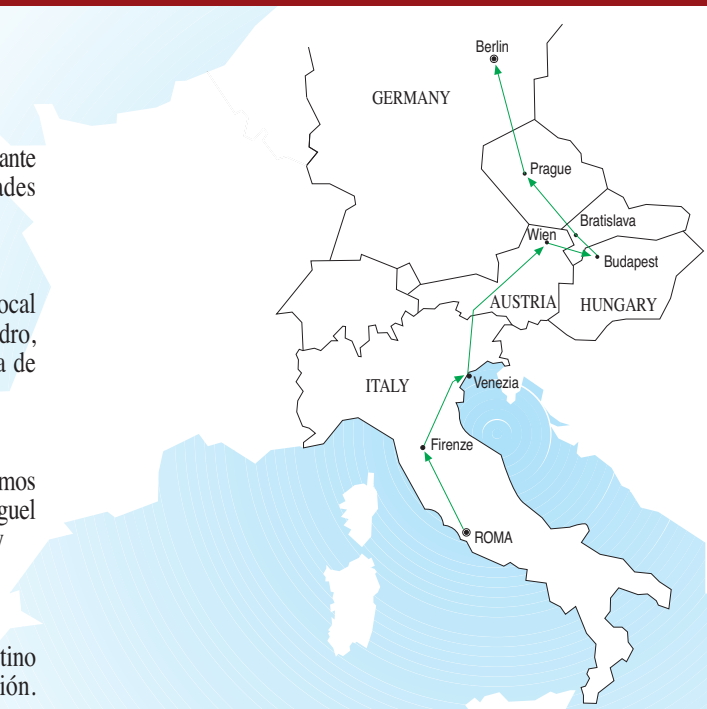 ante
ades
ocal
dro,
a de
mos
guel
y
tino
ión.
Berlin
GERMANY
Prague
Bratislava
Wien
Budapest
AUSTRIA
HUNGARY
ITALY
Venezia
Firenze
ROMA